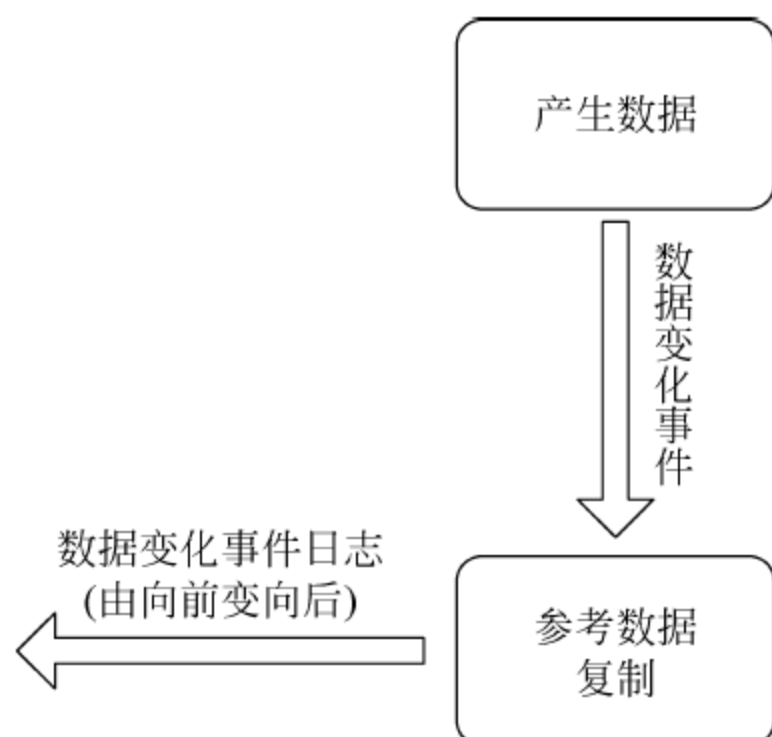 产生数据
数据变化事件
数据变化事件日志
(由向前变向后)
参考数据
复制